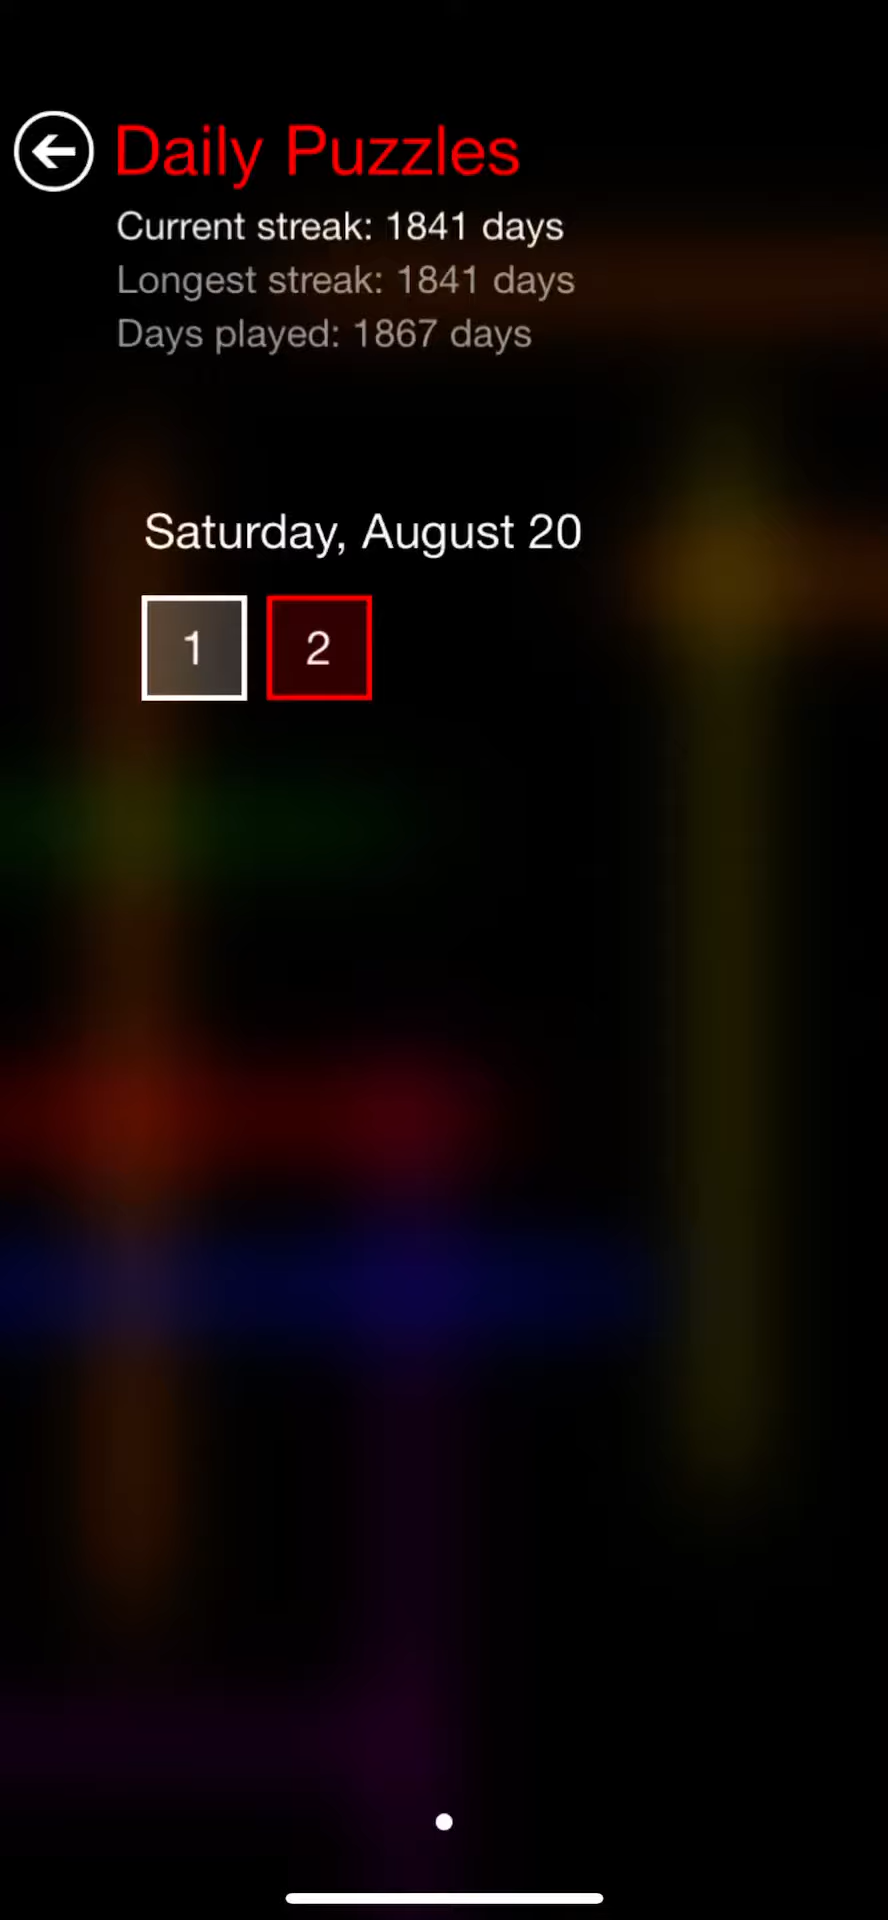 Daily Puzzles
Current streak: 1841 days
Longest streak: 1841 days
Days played: 1867 days
Saturday, August 20
1 2